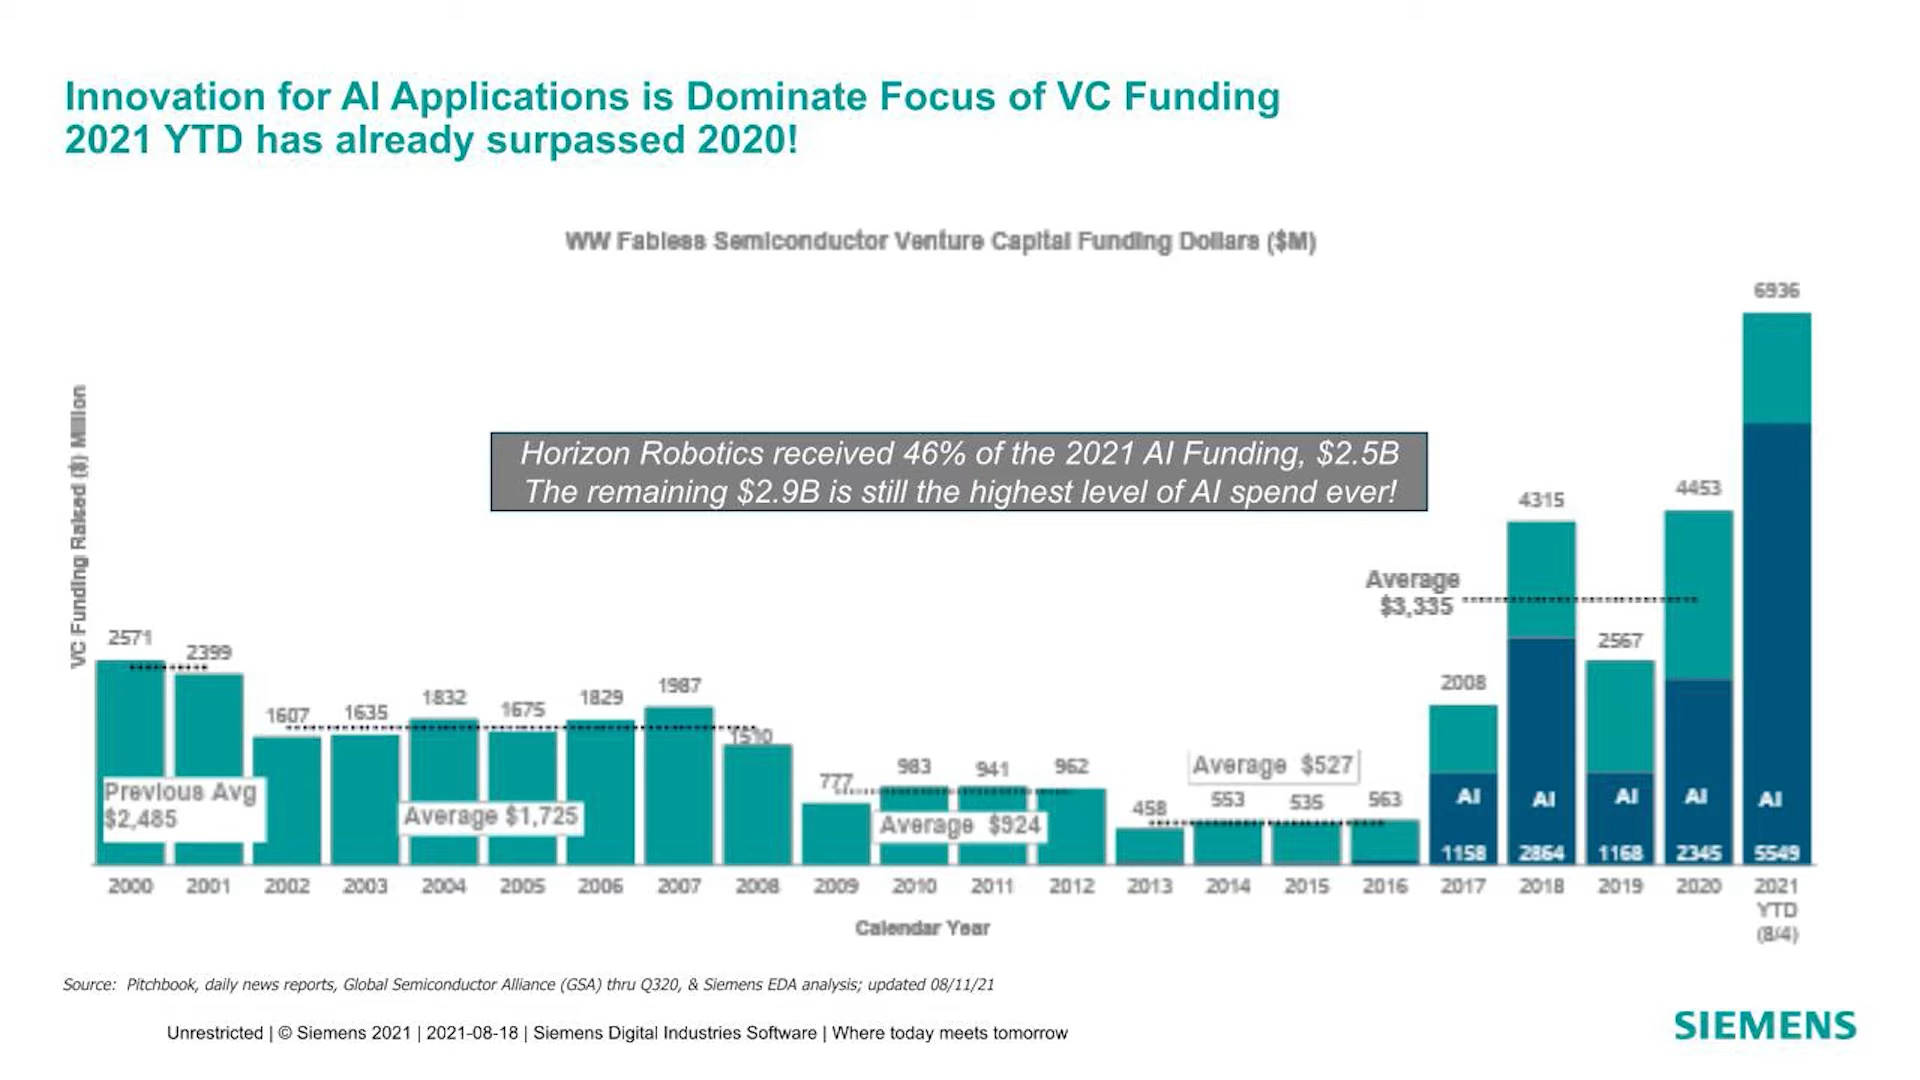 Innovation for AI Applications is Dominate Focus of VC Funding
2021 YTD has already surpassed 2020!
WW Fabless Semiconductor Venture Capital Funding Dollars ($M)
VC Funding Raised ($) Million
Horizon Robotics received 46% of the 2021 AI Funding, $2.5B
The remaining $2.9B is still the highest level of AI spend ever!
2571
2399
1607
1635
1832
1675
1829
1987
1510
777
983
941
962
458
553
535
563
2008
4315
2567
4453
6936
Previous Avg
$2,485
Average $1,725
Average $924
Average $527
Average
$3,335
AI AI AI AI AI
1158 2864 1168 2345 5549
2000 2001 2002 2003 2004 2005 2006 2007 2008 2009 2010 2011 2012 2013 2014 2015 2016 2017 2018 2019 2020 2021
YTD
(8/4)
Calendar Year
Source: Pitchbook, daily news reports, Global Semiconductor Alliance (GSA) thru Q320, & Siemens EDA analysis; updated 08/11/21
Unrestricted | © Siemens 2021 | 2021-08-18 | Siemens Digital Industries Software | Where today meets tomorrow
SIEMENS